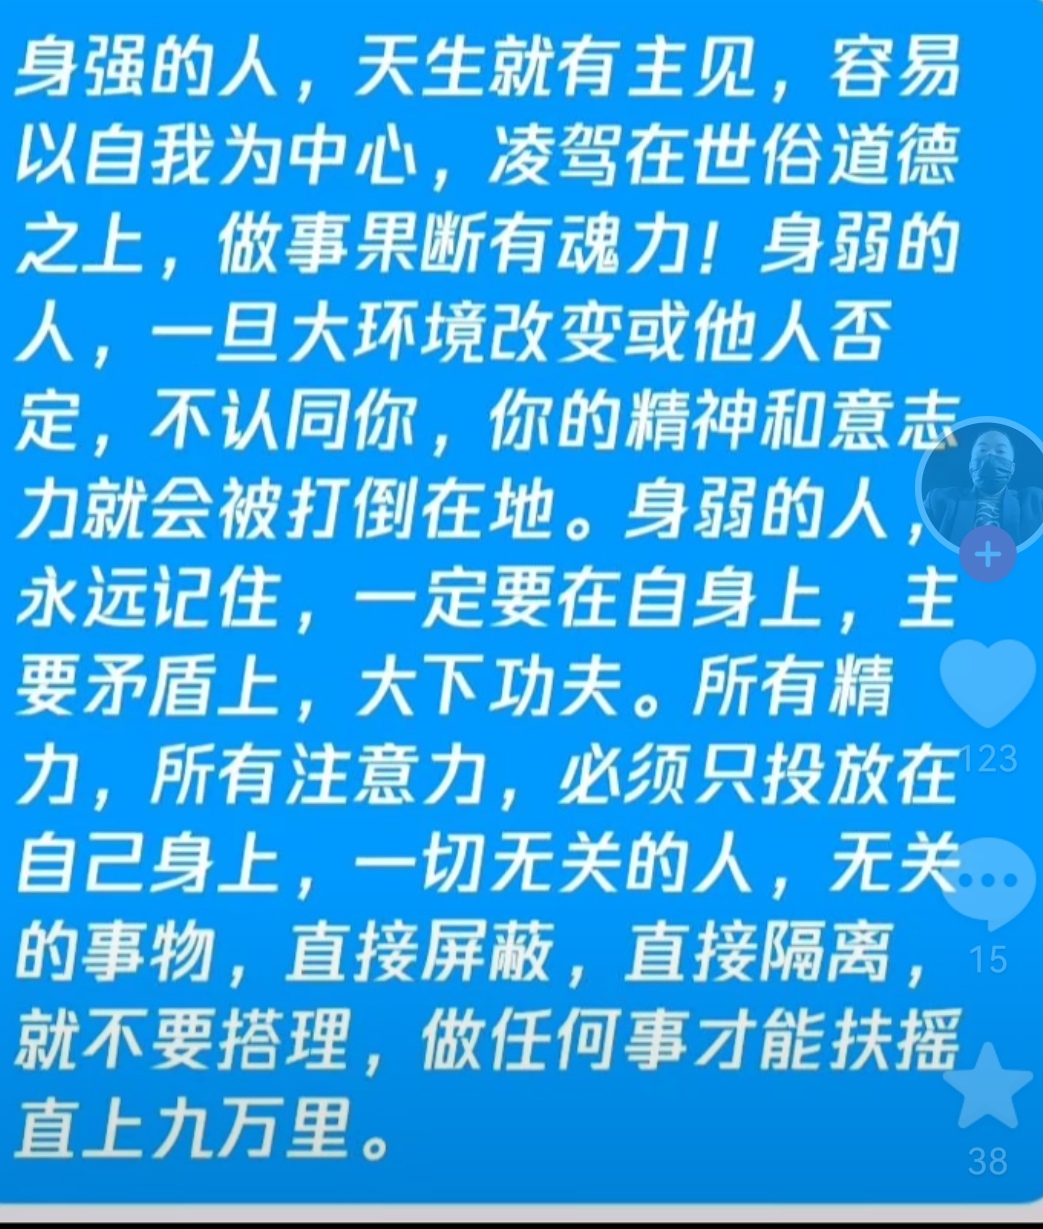 身强的人，天生就有主见，容易
以自我为中心，凌驾在世俗道德
之上，做事果断有魂力！身弱的
人，一旦大环境改变或他人否
定，不认同你，你的精神和意志
力就会被打倒在地。身弱的人，
永远记住，一定要在自身上，主
要矛盾上，大下功夫。所有精
力，所有注意力，必须只投放在
自己身上，一切无关的人，无关
的事物，直接屏蔽，直接隔离，
就不要搭理，做任何事才能扶摇
直上九万里。
123
15
38